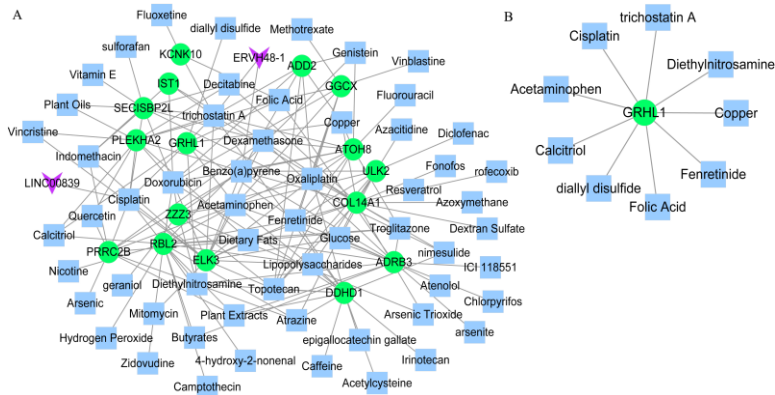 A
B
Fluoxetine
diallyl disulfide
Methotrexate
ERVH48-1
KCNK10
sulforafan
Genistein
Vinblastine
ADD2
Vitamin E
IST1
Decitabine
GGCX
SECISBP2L
Folic Acid
Fluorouracil
Plant Oils
trichostatin A
Copper
Azacitidine
Vincristine
PLEKHA2
GRHL1
Dexamethasone
ATOH8
Diclofenac
Indomethacin
Benzo(a)pyrene
ULK2
Fonofos
rofecoxib
LINC00839
Doxorubicin
Oxaliplatin
Resveratrol
Cisplatin
Acetaminophen
COL14A1
Azoxymethane
Quercetin
ZZZ3
Fenretinide
Troglitazone
Dextran Sulfate
Calcitriol
Dietary Fats
Glucose
PRRC2B
RBL2
ELK3
nimesulide
Lipopolysaccharides
ADRB3
ICI 118551
Nicotine
geraniol
Diethylnitrosamine
Topotecan
DDHD1
Atenolol
Chlorpyrifos
Arsenic
Mitomycin
Plant Extracts
Atrazine
Arsenic Trioxide
arsenite
Hydrogen Peroxide
Butyrates
epigallocatechin gallate
Zidovudine
4-hydroxy-2-nonenal
Caffeine
Irinotecan
Camptothecin
Acetylcysteine
trichostatin A
Cisplatin
Diethylnitrosamine
Acetaminophen
GRHL1
Copper
Calcitriol
Fenretinide
diallyl disulfide
Folic Acid